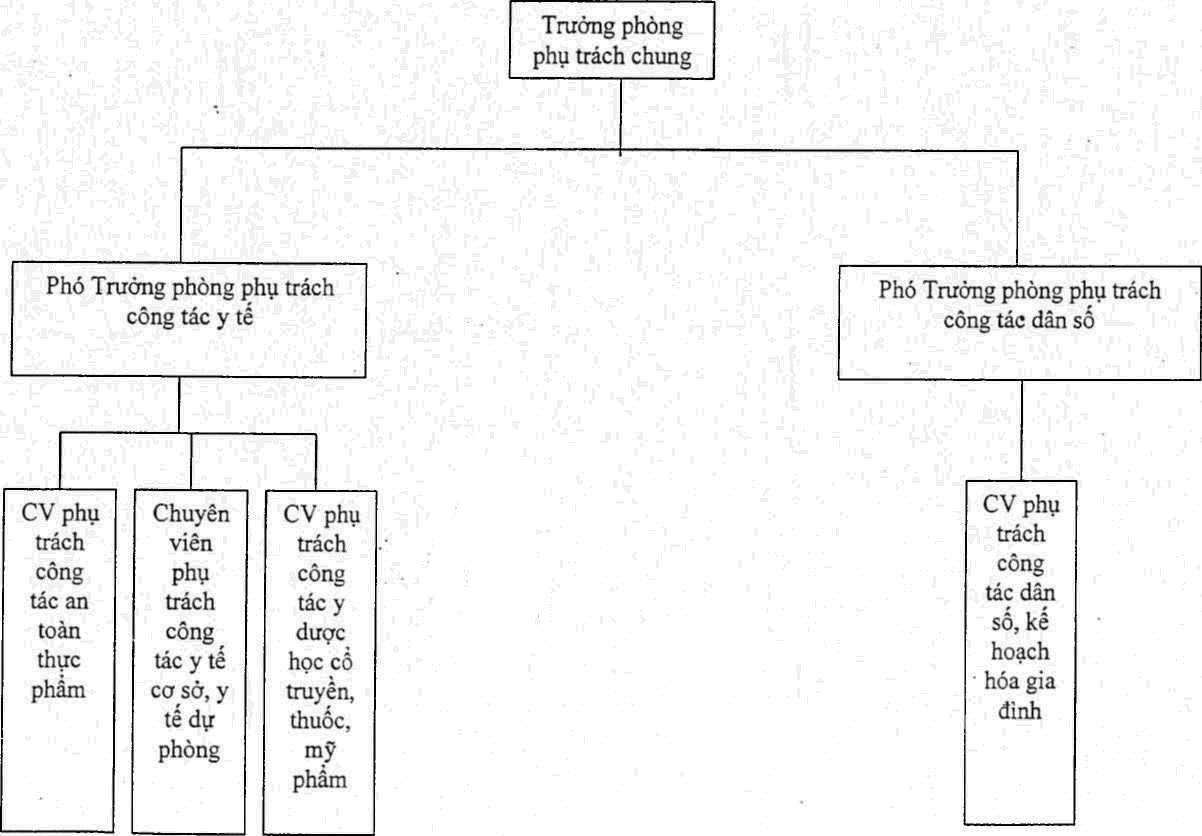 Trưởng phòng
phụ trách chung
Phó Trưởng phòng phụ trách
công tác y tế
Phó Trưởng phòng phụ trách
công tác dân số
CV phụ
trách
công
tác an
toàn
thực
phẩm
Chuyên
viên
phụ
trách
công
tác y tế
cơ sở, y
tế dự
phòng
CV phụ
trách
công
tác y
dược
học cổ
truyền,
thuốc,
mỹ
phẩm
CV phụ
trách
công
tác dân
số, kế
hoạch
hóa gia
đình